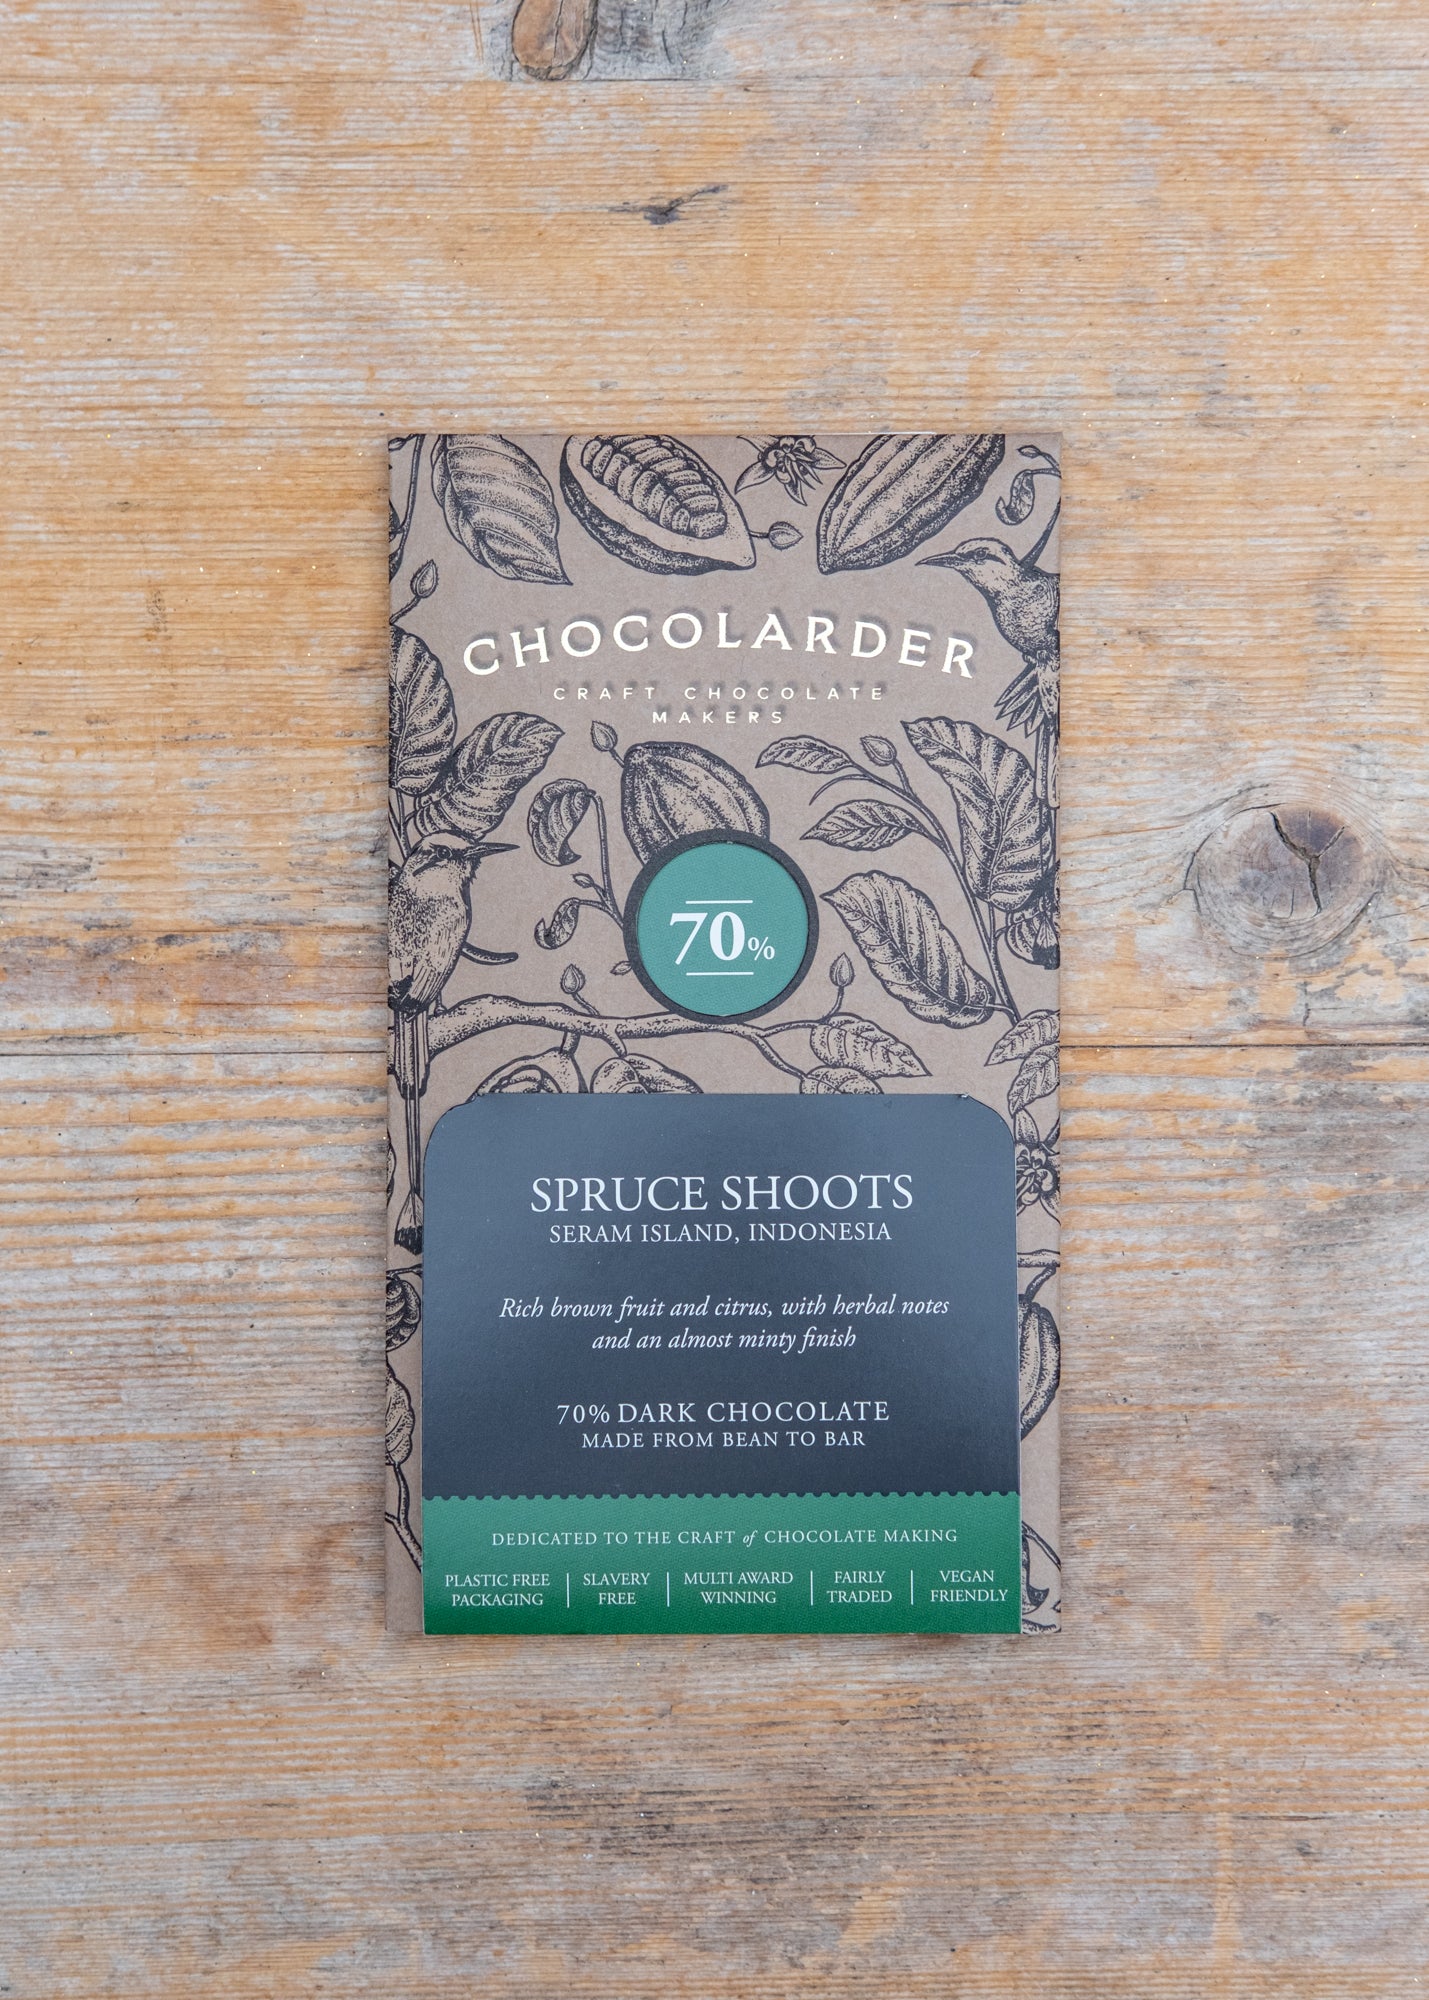 CHOCOLARDER
CRAFT CHOCOLATE
MAKERS
70%
SPRUCE SHOOTS
SERAM ISLAND, INDONESIA
Rich brown fruit and citrus, with herbal notes
and an almost minty finish
70% DARK CHOCOLATE
MADE FROM BEAN TO BAR
DEDICATED TO THE CRAFT of CHOCOLATE MAKING
PLASTIC FREE
PACKAGING
SLAVERY
FREE
MULTI AWARD
WINNING
FAIRLY
TRADED
VEGAN
FRIENDLY